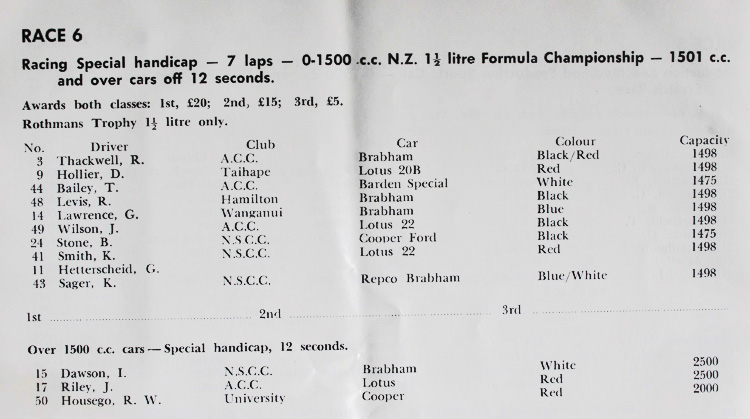 RACE 6
Racing Special handicap — 7 laps — 0-1500 c.c. N.Z. 1½ litre Formula Championship — 1501 c.c.
and over cars off 12 seconds.
Awards both classes: 1st, £20; 2nd, £15; 3rd, £5.
Rothmans Trophy 1½ litre only.
No. Driver Club Car Colour Capacity
3 Thackwell, R. A.C.C. Brabham Black/Red 1498
9 Hollier, D. Taihape Lotus 20B Red 1498
44 Bailey, T. A.C.C. Barden Special White 1475
48 Levis, R. Hamilton Brabham Black 1498
14 Lawrence, G. Wanganui Brabham Blue 1498
49 Wilson, J. A.C.C. Lotus 22 Black 1498
24 Stone, B. N.S C.C. Cooper Ford Black 1475
41 Smith, K. N.S.C.C. Lotus 22 Red 1498
11 Hetterscheid, G.
43 Sager, K. N.S.C.C. Repco Brabham Blue/White 1498
1st .......... 2nd .......... 3rd ..........
Over 1500 c.c. cars — Special handicap, 12 seconds.
15 Dawson, I. N.S.C.C. Brabham White 2500
17 Riley, J. A.C.C. Lotus Red 2500
50 Housego, R. W. University Cooper Red 2000